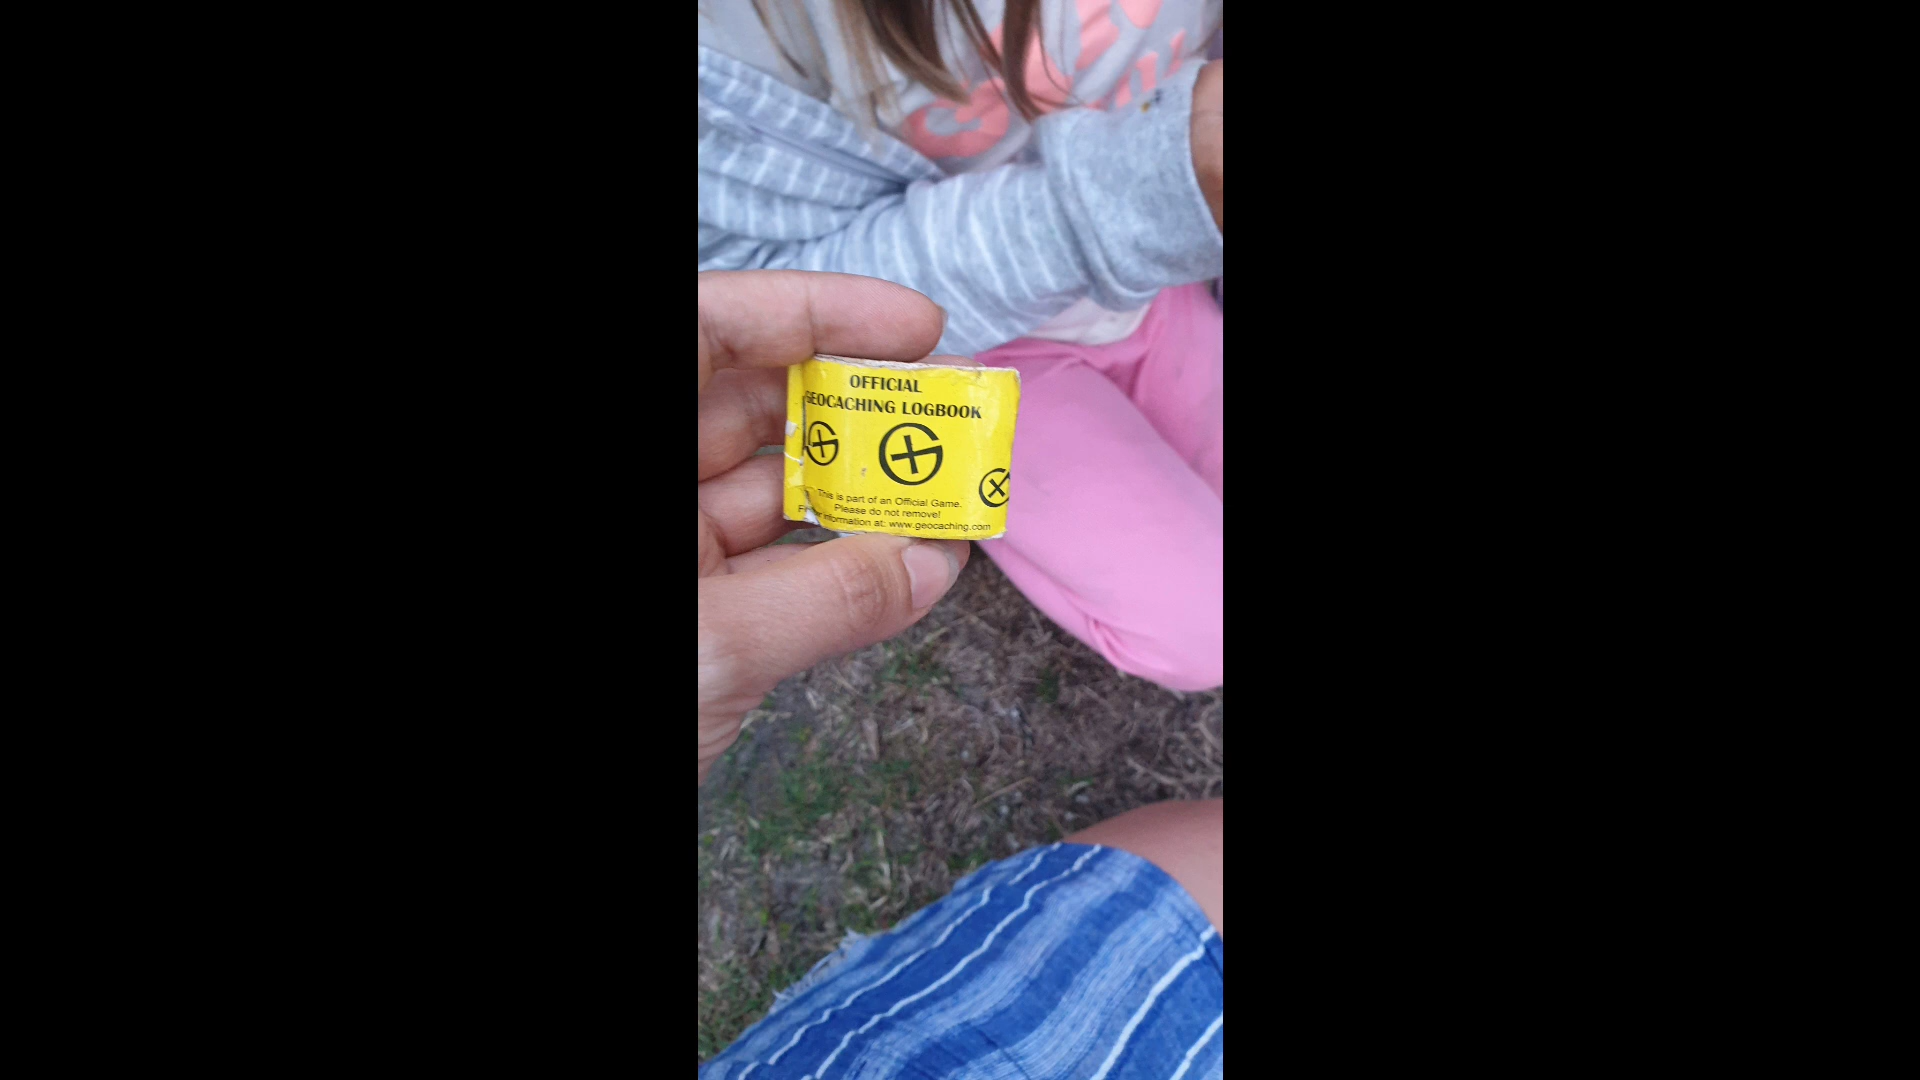 OFFICIAL
GEOCACHING LOGBOOK
This is part of an Official Game.
Please do not remove!
information at: www.geocaching.com